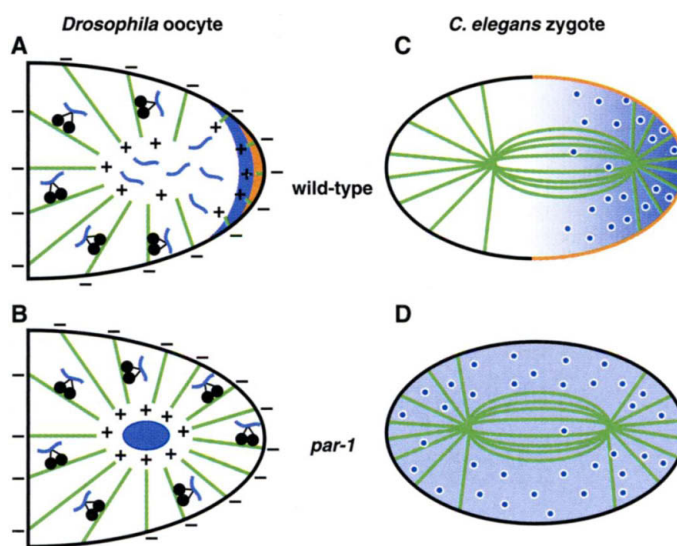 Drosophila oocyte
C. elegans zygote
A
C
wild-type
B
D
par-1